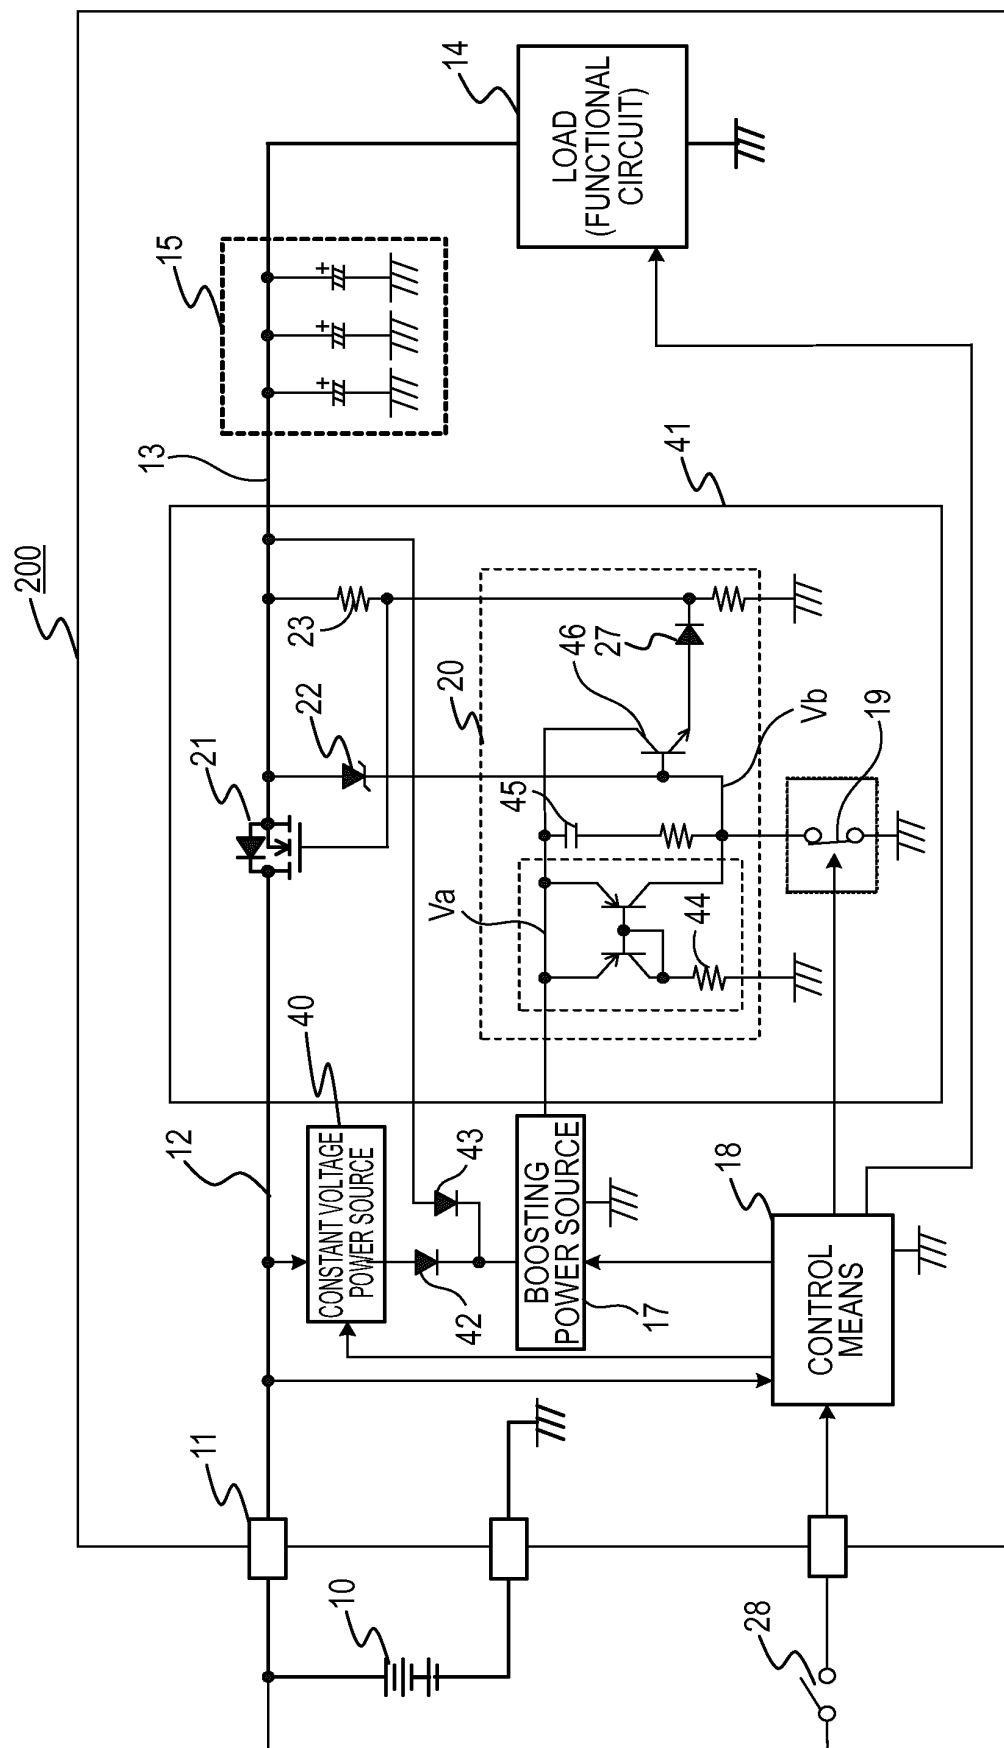 200
15
14
LOAD
(FUNCTIONAL
CIRCUIT)
13
41
21
22
23
20
46
27
45
Va
Vb
19
44
12
40
CONSTANT VOLTAGE
POWER SOURCE
43
42
BOOSTING
POWER SOURCE
17
18
CONTROL
MEANS
11
10
28
+
+
+